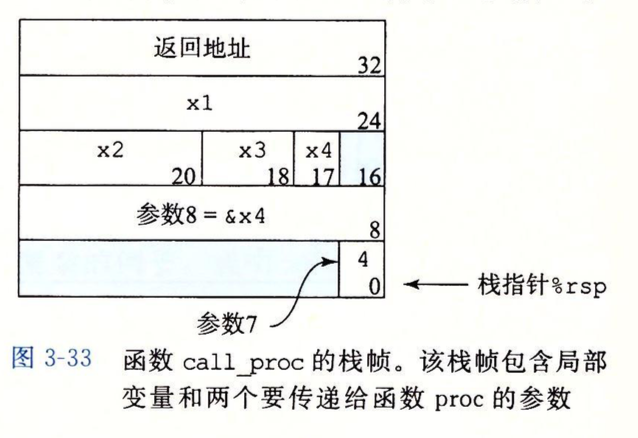 返回地址
32
x1
24
x2 x3 x4
20 18 17 16
参数8 = &x4
8
4
0 栈指针%rsp
参数7
图 3-33 函数 call_proc 的栈帧。该栈帧包含局部
变量和两个要传递给函数 proc 的参数